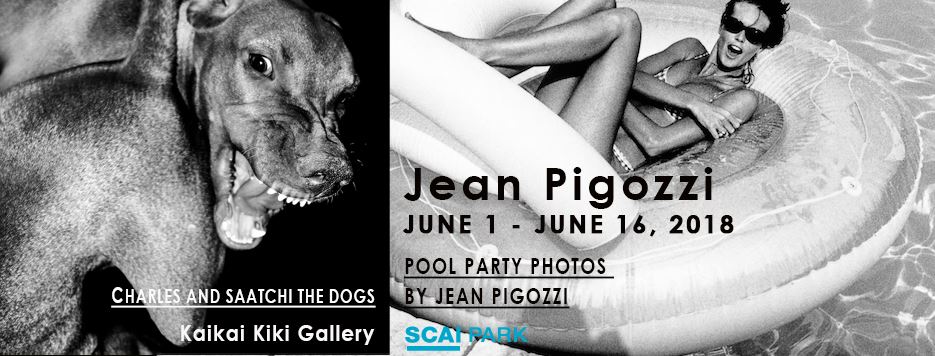 CHARLES AND SAATCHI THE DOGS
Kaikai Kiki Gallery
Jean Pigozzi
JUNE 1 - JUNE 16, 2018
POOL PARTY PHOTOS
BY JEAN PIGOZZI
SCAI PARK